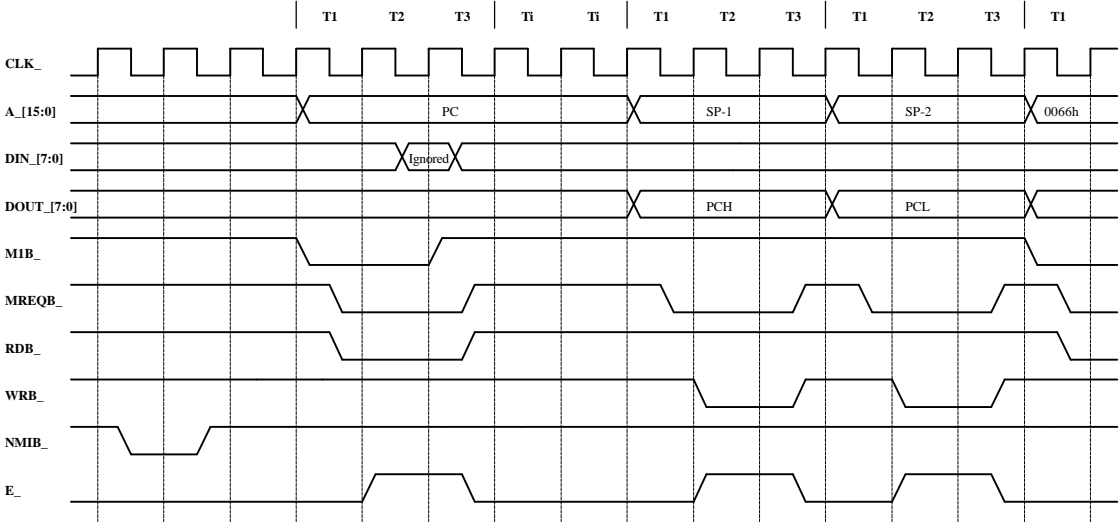 T1 T2 T3 Ti Ti T1 T2 T3 T1 T2 T3 T1
CLK_
A_[15:0] PC SP-1 SP-2 0066h
DIN_[7:0] Ignored
DOUT_[7:0] PCH PCL
M1B_
MREQB_
RDB_
WRB_
NMIB_
E_